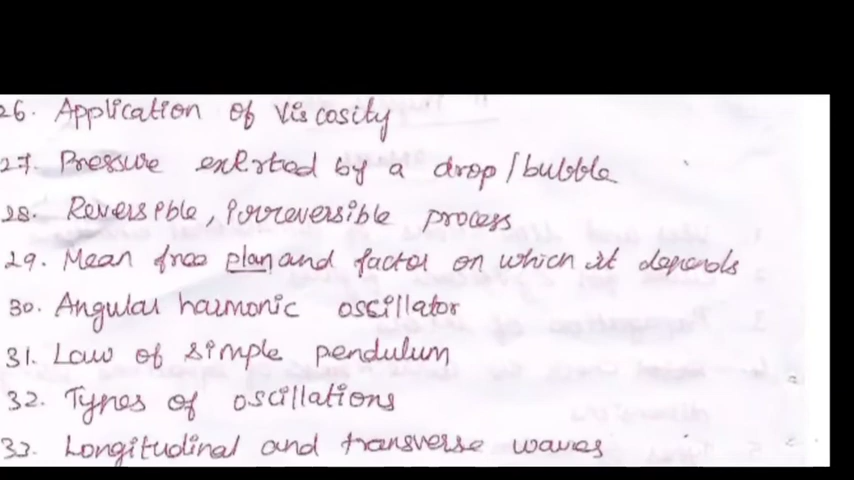 26. Application of Viscosity
27. Pressure exerted by a drop/bubble
28. Reversible, irreversible process
29. Mean free plan and factor on which it depends
30. Angular harmonic oscillator
31. Law of simple pendulum
32. Types of oscillations
33. Longitudinal and transverse waves